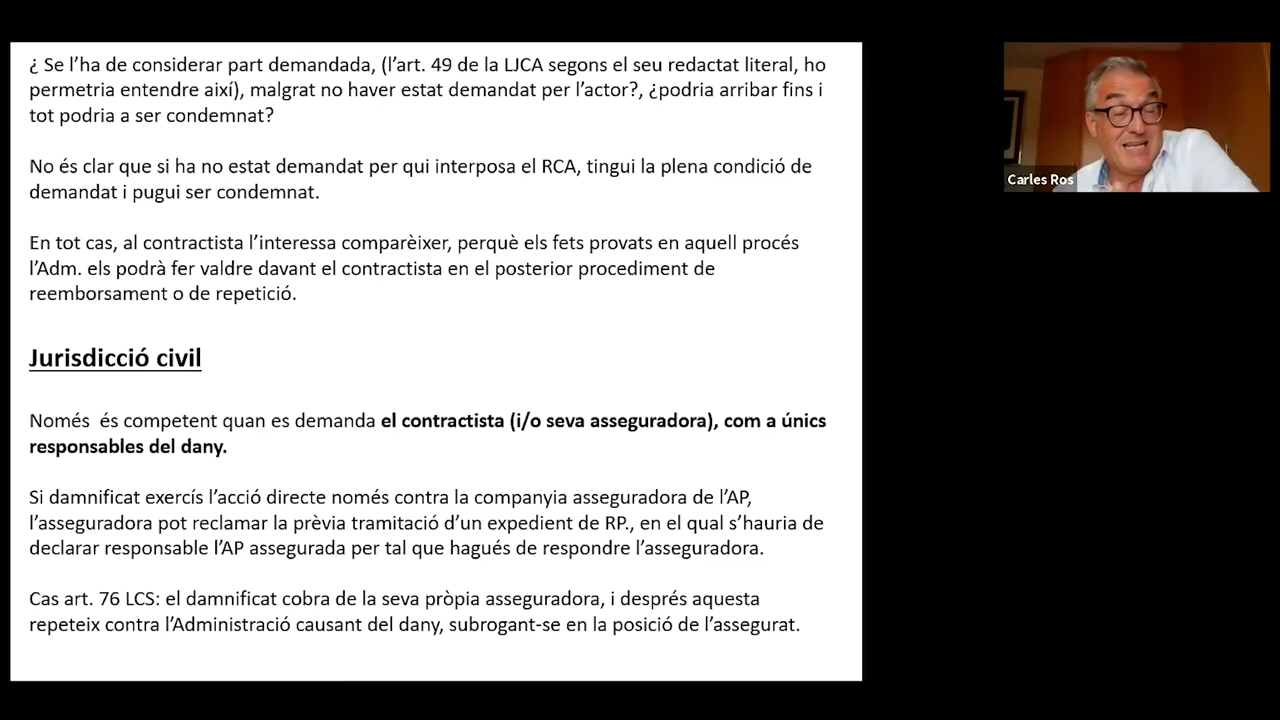 ¿ Se l’ha de considerar part demandada, (l’art. 49 de la LJCA segons el seu redactat literal, ho
permetria entendre així), malgrat no haver estat demandat per l’actor?, ¿podria arribar fins i
tot podria a ser condemnat?
No és clar que si ha no estat demandat per qui interposa el RCA, tingui la plena condició de
demandat i pugui ser condemnat.
En tot cas, al contractista l’interessa comparèixer, perquè els fets provats en aquell procés
l’Adm. els podrà fer valdre davant el contractista en el posterior procediment de
reemborsament o de repetició.
Jurisdicció civil
Només  és competent quan es demanda el contractista (i/o seva asseguradora), com a únics
responsables del dany.
Si damnificat exercís l’acció directe només contra la companyia asseguradora de l’AP,
l’asseguradora pot reclamar la prèvia tramitació d’un expedient de RP., en el qual s’hauria de
declarar responsable l’AP assegurada per tal que hagués de respondre l’asseguradora.
Cas art. 76 LCS: el damnificat cobra de la seva pròpia asseguradora, i després aquesta
repeteix contra l’Administració causant del dany, subrogant-se en la posició de l’assegurat.
Carles Ros